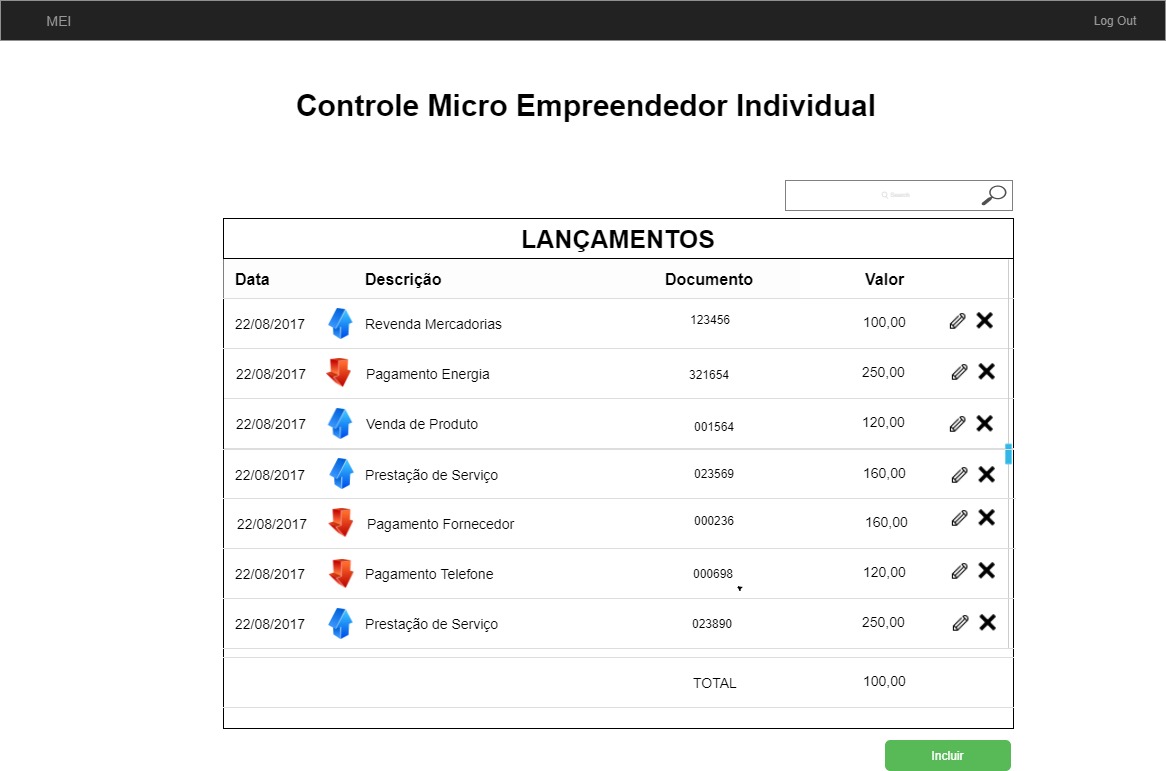 MEI Log Out
Controle Micro Empreendedor Individual
Search
LANÇAMENTOS
Data Descrição Documento Valor
22/08/2017 Revenda Mercadorias 123456 100,00
22/08/2017 Pagamento Energia 321654 250,00
22/08/2017 Venda de Produto 001564 120,00
22/08/2017 Prestação de Serviço 023569 160,00
22/08/2017 Pagamento Fornecedor 000236 160,00
22/08/2017 Pagamento Telefone 000698 120,00
22/08/2017 Prestação de Serviço 023890 250,00
TOTAL 100,00
Incluir